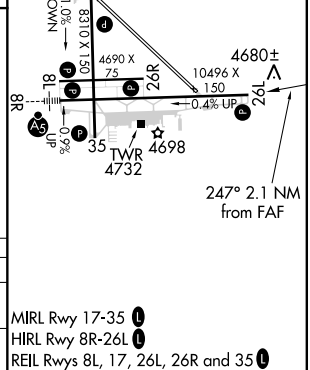 1.0%
DOWN
8310 X 150
P
4690 X
75
P
P
P
26R
8L
10496 X
150
0.4% UP
4680±
26L
P
8R
A5
0.9%
UP
P
35
TWR
4732
4698
247° 2.1 NM
from FAF
MIRL Rwy 17-35 L
HIRL Rwy 8R-26L L
REIL Rwys 8L, 17, 26L, 26R and 35 L